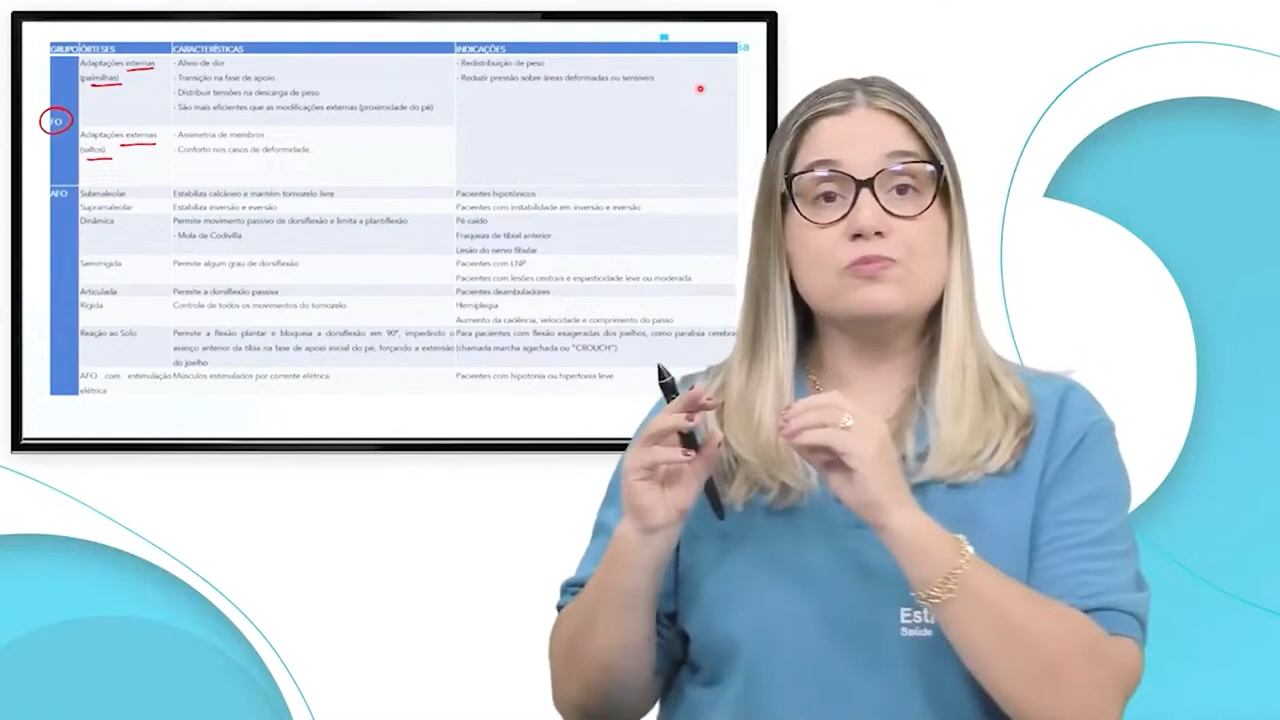 GRUPO ÓRTESES CARACTERÍSTICAS INDICAÇÕES
FO
Adaptações internas
(palmilhas)
- Alívio de dor
- Transição na fase de apoio
- Distribuir tensões na descarga de peso
- São mais eficientes que as modificações externas (proximidade do pé)
- Redistribuição de peso
- Reduzir pressão sobre áreas deformadas ou sensíveis
Adaptações externas
(saltos)
- Assimetria de membros
- Conforto nos casos de deformidade.
AFO Submaleolar Estabiliza calcâneo e mantém tornozelo livre Pacientes hipotônicos
Supramaleolar Estabiliza inversão e eversão Pacientes com instabilidade em inversão e eversão
Dinâmica Permite movimento passivo de dorsiflexão e limita a plantiflexão Pé caído
- Mola de Codivilla Fraqueza de tibial anterior
Lesão do nervo fibular
Semirrígida Permite algum grau de dorsiflexão Pacientes com LNP
Pacientes com lesões centrais e espasticidade leve ou moderada
Articulada Permite a dorsiflexão passiva Pacientes deambuladores
Rígida Controle de todos os movimentos do tornozelo Hemiplegia
Aumento da cadência, velocidade e comprimento do passo
Reação ao Solo Permite a flexão plantar e bloqueia a dorsiflexão em 90°, impedindo o Para pacientes com flexão exageradas dos joelhos, como paralisia cerebra
avanço anterior da tíbia na fase de apoio inicial do pé, forçando a extensão (chamada marcha agachada ou "CROUCH").
do joelho
AFO com estimulação Músculos estimulados por corrente elétrica. Pacientes com hipotonia ou hipertonia leve
elétrica
ia
Est
Saúde